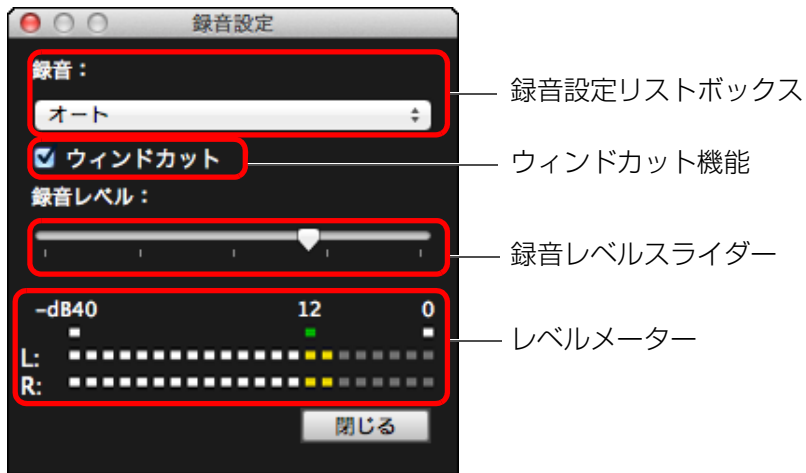 録音設定
録音：
オート
録音設定リストボックス
ウィンドカット
ウィンドカット機能
録音レベル：
録音レベルスライダー
-dB40 12 0
L:
R:
レベルメーター
閉じる